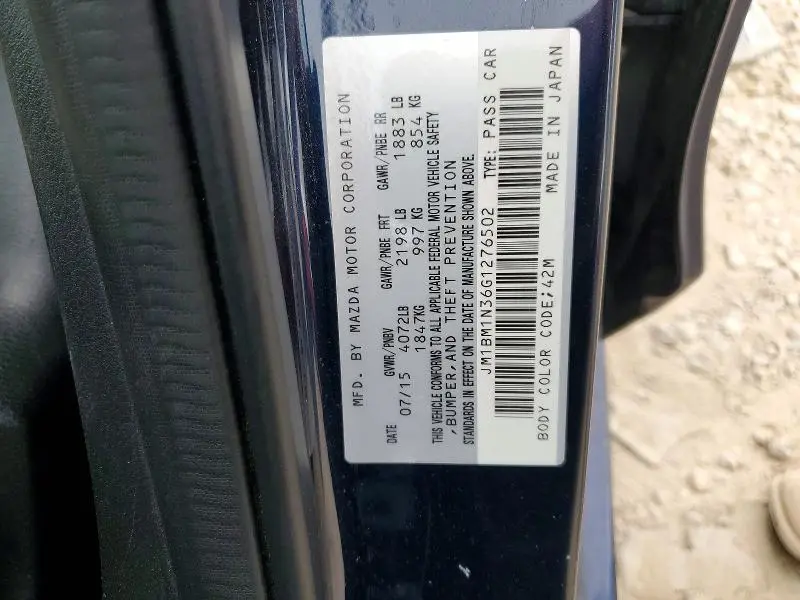 MFD. BY MAZDA MOTOR CORPORATION
GVWR/PNBV GAWR/PNBE FRT GAWR/PNBE RR
DATE 07/15 4072LB 2198 LB 1883 LB
1847KG 997 KG 854 KG
THIS VEHICLE CONFORMS TO ALL APPLICABLE FEDERAL MOTOR VEHICLE SAFETY
,BUMPER, AND THEFT PREVENTION
STANDARDS IN EFFECT ON THE DATE OF MANUFACTURE SHOWN ABOVE.
JM1BM1N36G1276502 TYPE: PASS CAR
BODY COLOR CODE;42M MADE IN JAPAN